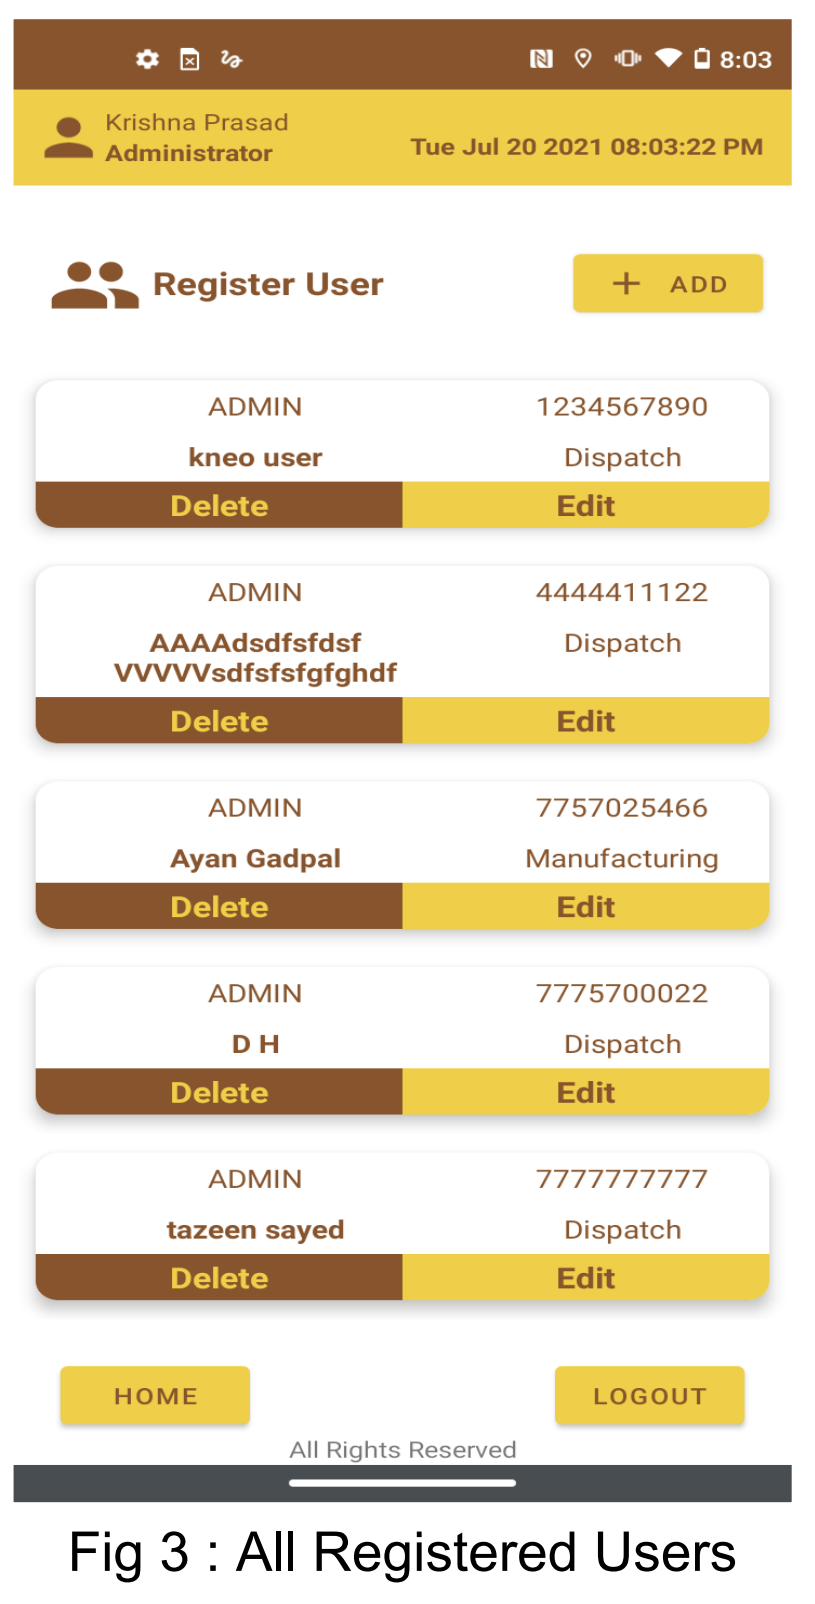 8:03
Krishna Prasad
Administrator
Tue Jul 20 2021 08:03:22 PM
Register User
+ ADD
ADMIN 1234567890
kneo user Dispatch
Delete Edit
ADMIN 4444411122
AAAAdsdfsfdsf Dispatch
VVVVVsdfsfsfgfghdf
Delete Edit
ADMIN 7757025466
Ayan Gadpal Manufacturing
Delete Edit
ADMIN 7775700022
D H Dispatch
Delete Edit
ADMIN 7777777777
tazeen sayed Dispatch
Delete Edit
HOME LOGOUT
All Rights Reserved
Fig 3 : All Registered Users